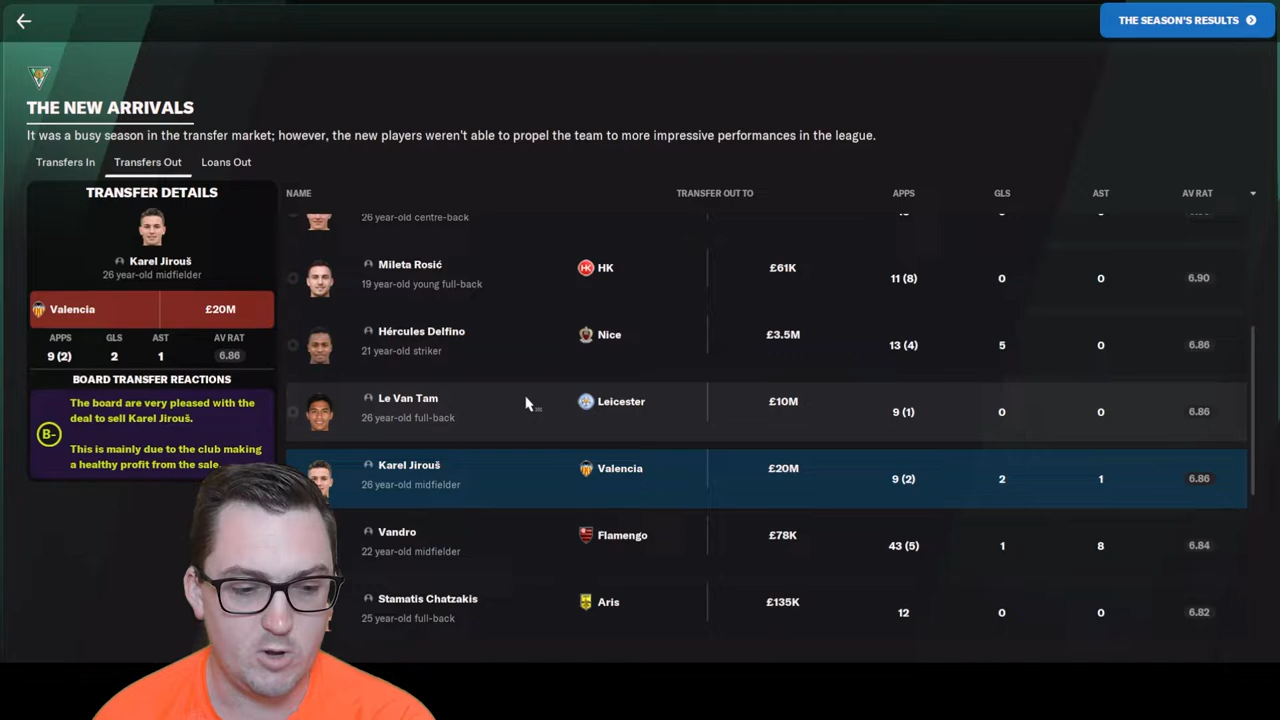 THE SEASON'S RESULTS
THE NEW ARRIVALS
It was a busy season in the transfer market; however, the new players weren't able to propel the team to more impressive performances in the league.
Transfers In Transfers Out Loans Out
TRANSFER DETAILS
Karel Jirouš
26 year-old midfielder
Valencia £20M
APPS GLS AST AV RAT
9 (2) 2 1 6.86
BOARD TRANSFER REACTIONS
B-
The board are very pleased with the
deal to sell Karel Jirouš.
This is mainly due to the club making
a healthy profit from the sale.
NAME TRANSFER OUT TO APPS GLS AST AV RAT
26 year-old centre-back
Mileta Rosić HK £61K 11 (8) 0 0 6.90
19 year-old young full-back
Hércules Delfino Nice £3.5M 13 (4) 5 0 6.86
21 year-old striker
Le Van Tam Leicester £10M 9 (1) 0 0 6.86
26 year-old full-back
Karel Jirouš Valencia £20M 9 (2) 2 1 6.86
26 year-old midfielder
Vandro Flamengo £78K 43 (5) 1 8 6.84
22 year-old midfielder
Stamatis Chatzakis Aris £135K 12 0 0 6.82
25 year-old full-back